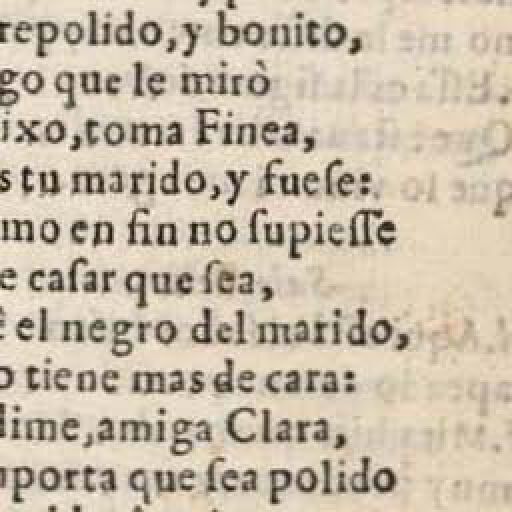 repolido,y bonito,
go que le mirò
ixo,toma Finea,
s tu marido,y fueſe:
mo en fin no ſupieſſe
e caſar que ſea,
el negro del marido,
o tiene mas de cara:
dime,amiga Clara,
porta que ſea polido